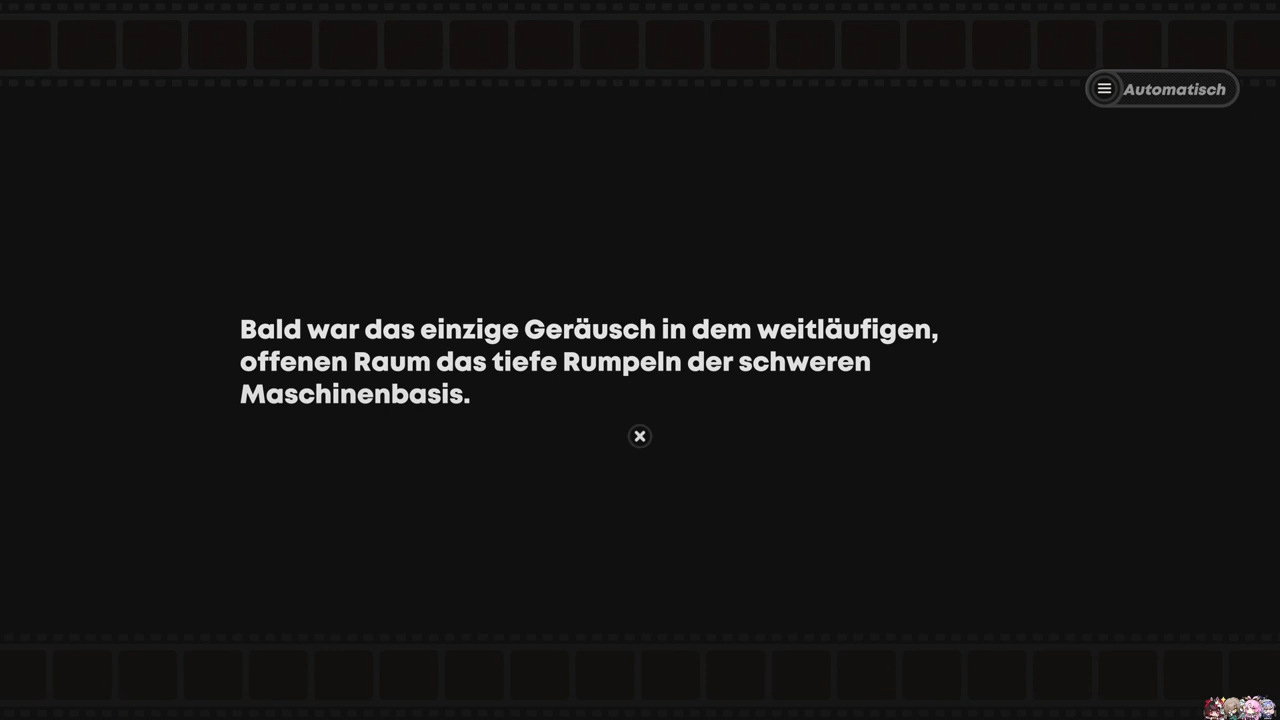 Automatisch
Bald war das einzige Geräusch in dem weitläufigen,
offenen Raum das tiefe Rumpeln der schweren
Maschinenbasis.